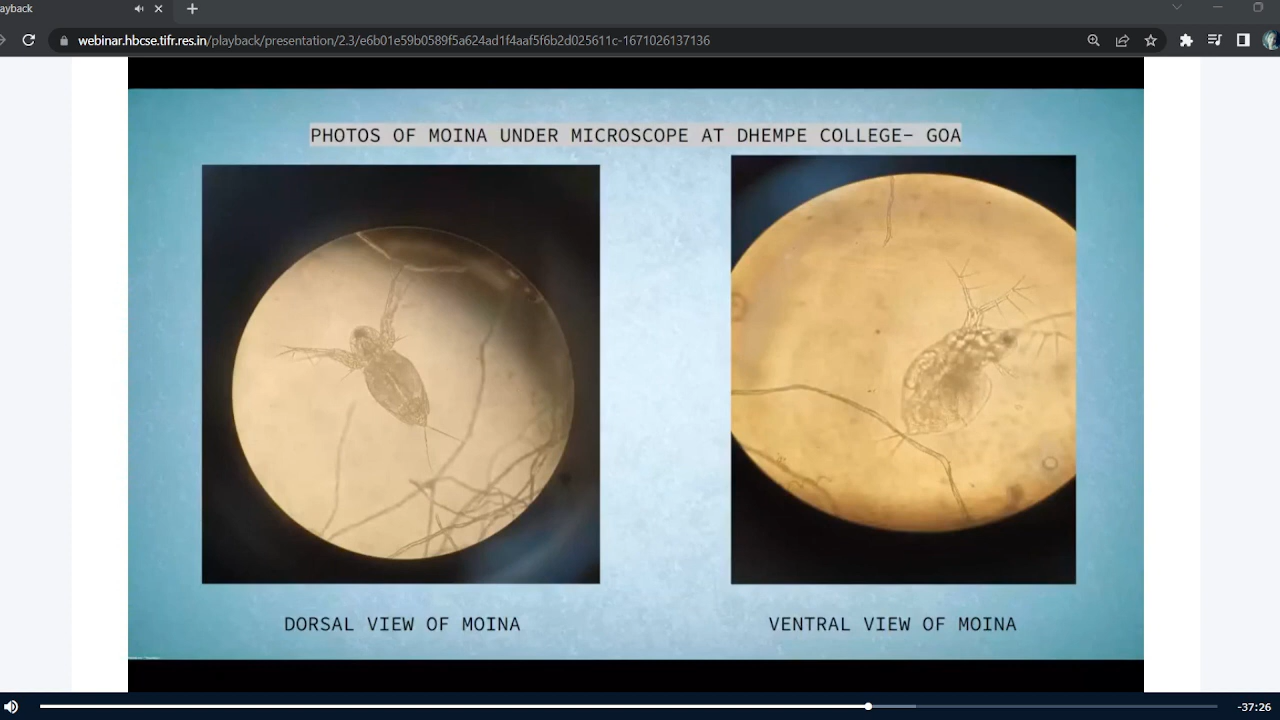 ayback
webinar.hbcse.tifr.res.in/playback/presentation/2.3/e6b01e59b0589f5a624ad1f4aaf5f6b2d025611c-1671026137136
PHOTOS OF MOINA UNDER MICROSCOPE AT DHEMPE COLLEGE- GOA
DORSAL VIEW OF MOINA
VENTRAL VIEW OF MOINA
-37:26